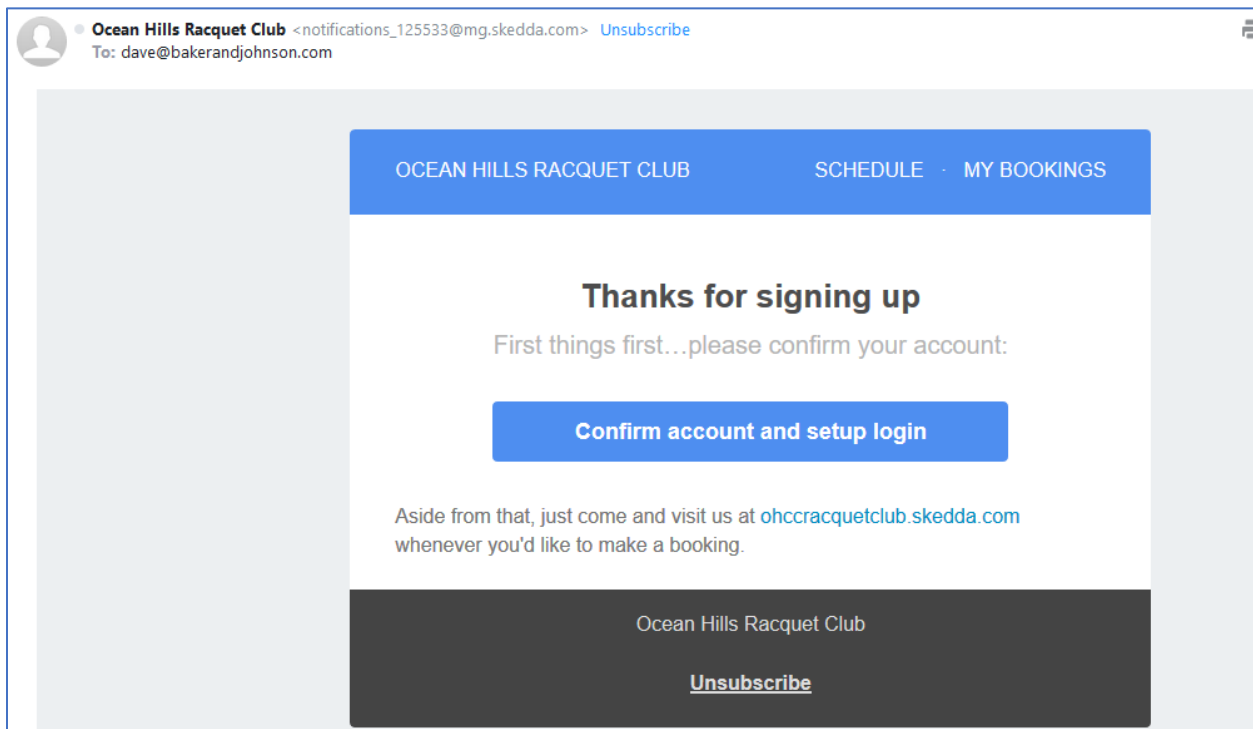 Ocean Hills Racquet Club <notifications_125533@mg.skedda.com> Unsubscribe
To: dave@bakerandjohnson.com
OCEAN HILLS RACQUET CLUB SCHEDULE · MY BOOKINGS
Thanks for signing up
First things first…please confirm your account:
Confirm account and setup login
Aside from that, just come and visit us at ohccracquetclub.skedda.com
whenever you'd like to make a booking.
Ocean Hills Racquet Club
Unsubscribe